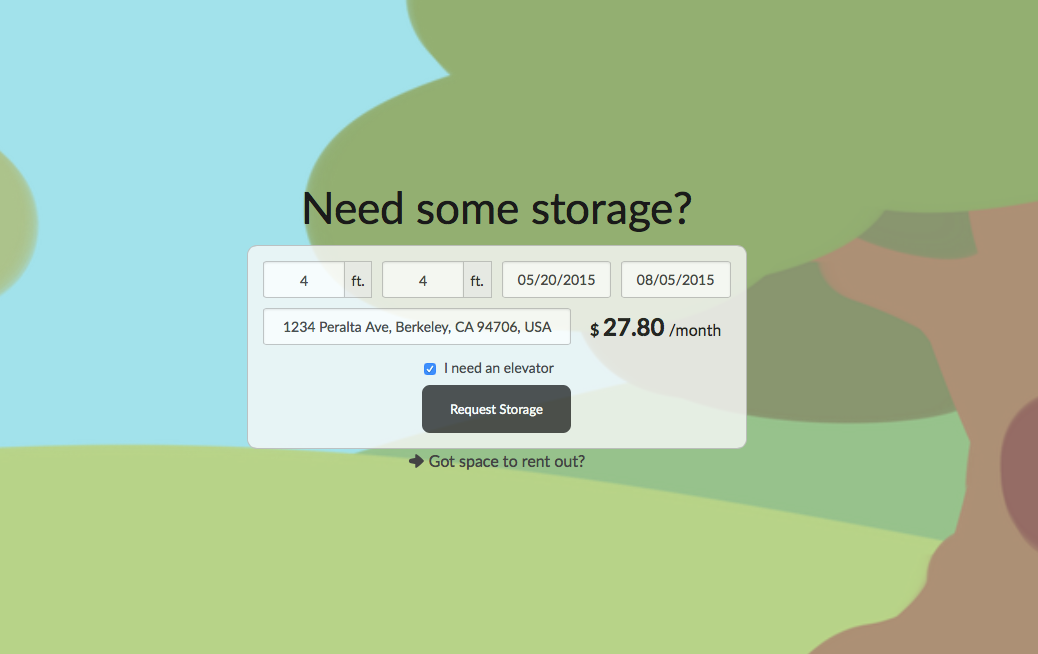 Need some storage?
4 ft. 4 ft. 05/20/2015 08/05/2015
1234 Peralta Ave, Berkeley, CA 94706, USA $ 27.80 /month
I need an elevator
Request Storage
Got space to rent out?